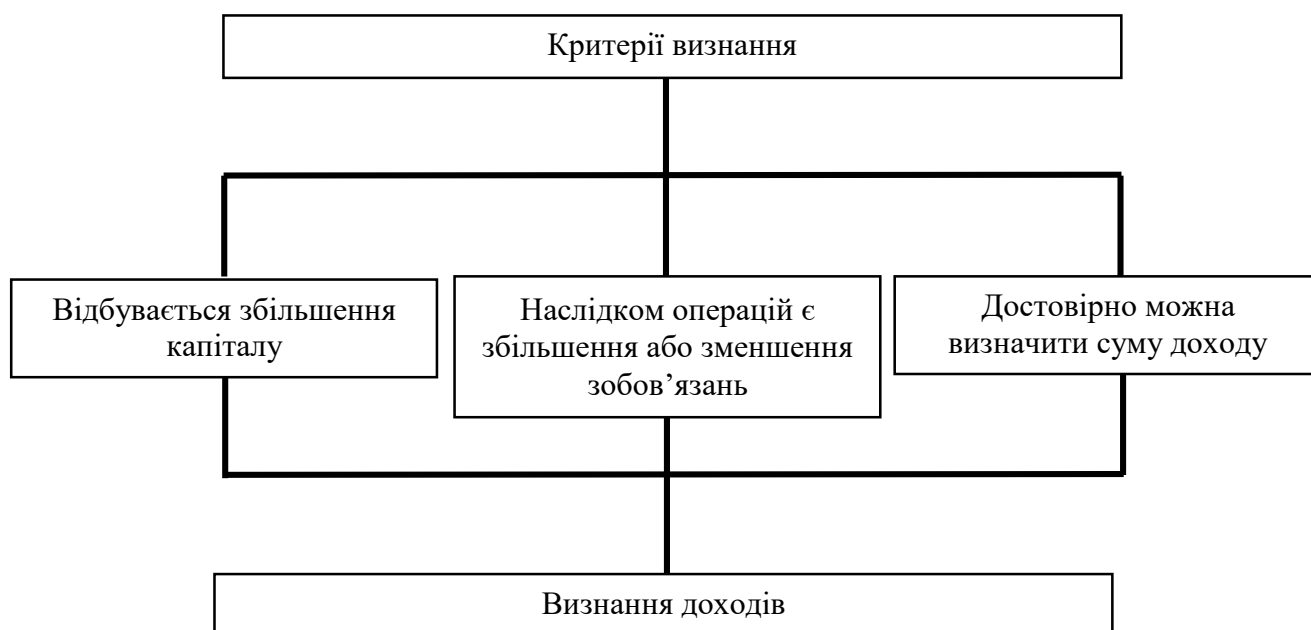 Критерії визнання
Відбувається збільшення
капіталу
Наслідком операцій є
збільшення або зменшення
зобов’язань
Достовірно можна
визначити суму доходу
Визнання доходів